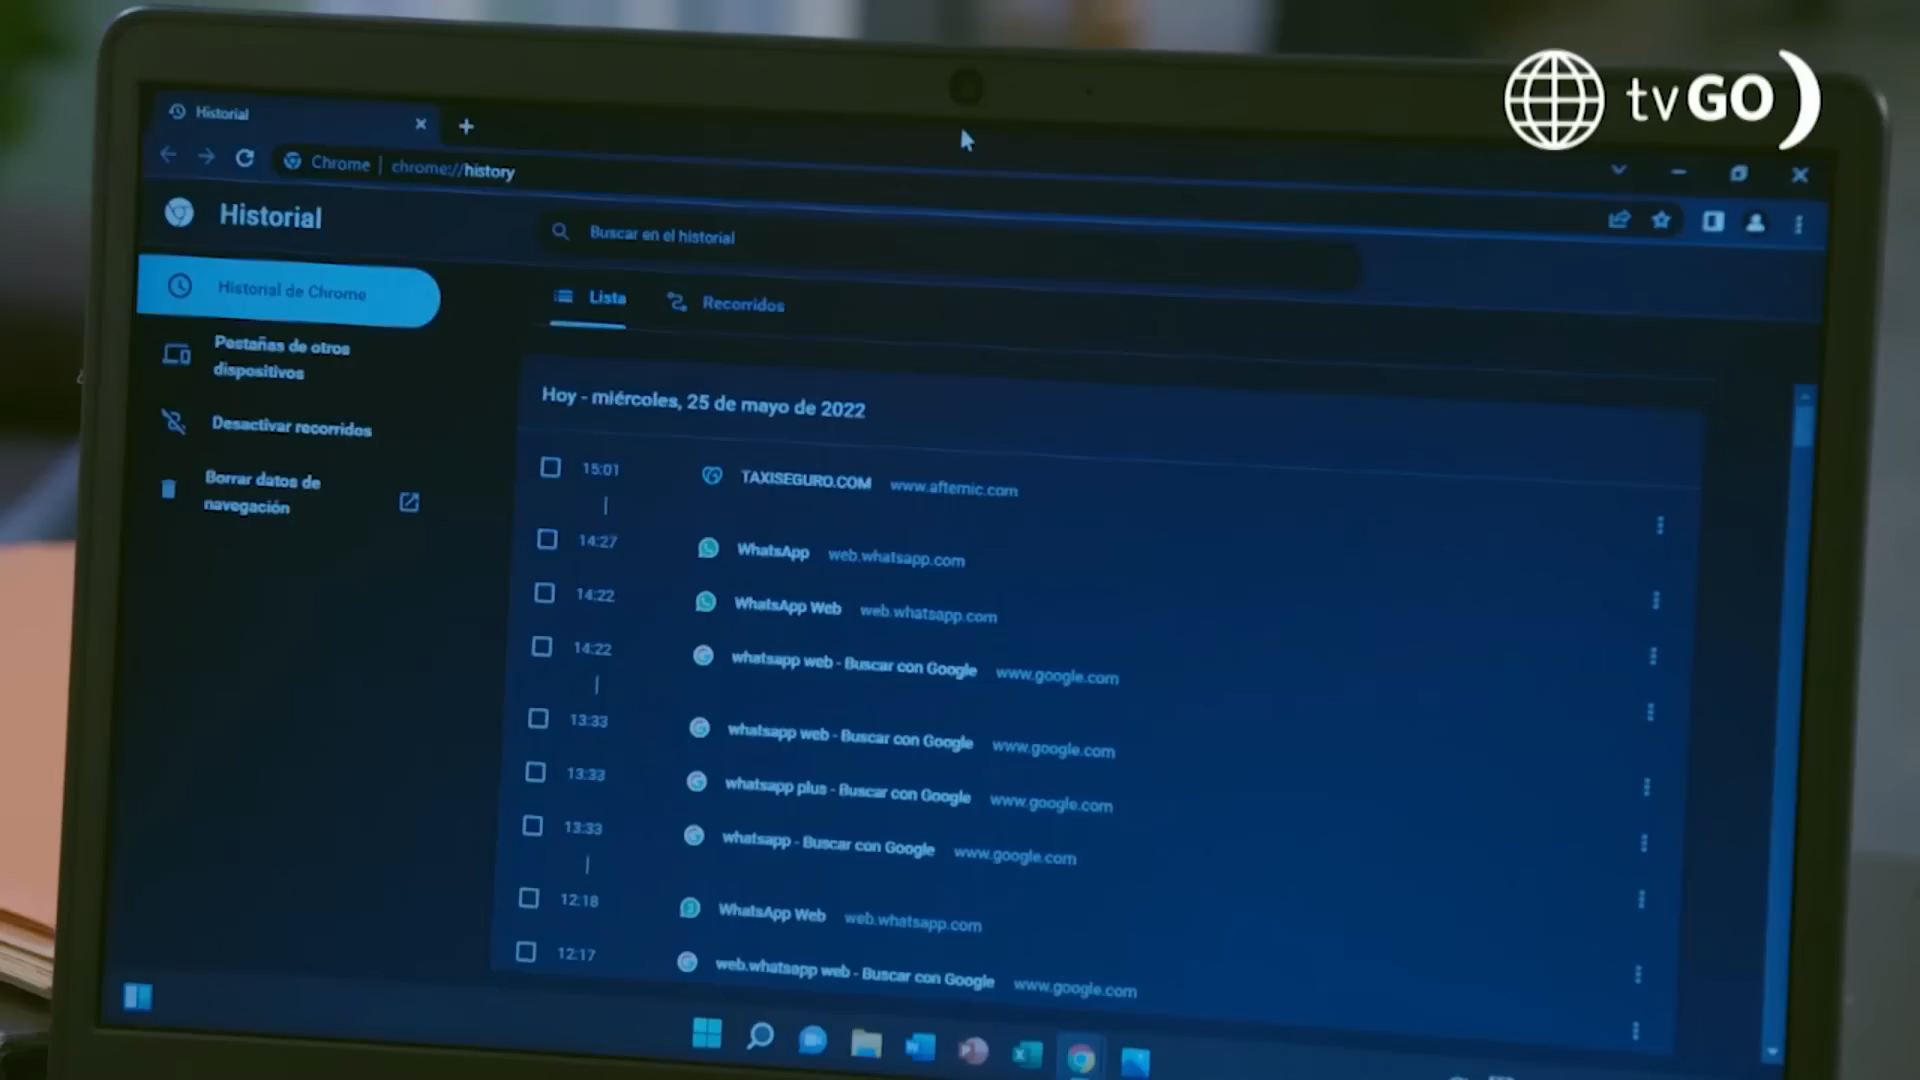 tvGO
Historial
Chrome | chrome://history
Historial
Buscar en el historial
Historial de Chrome
Pestañas de otros
dispositivos
Desactivar recorridos
Borrar datos de
navegación
Lista
Recorridos
Hoy - miércoles, 25 de mayo de 2022
15:01 TAXISEGURO.COM www.afternic.com
14:27 WhatsApp web.whatsapp.com
14:22 WhatsApp Web web.whatsapp.com
14:22 whatsapp web - Buscar con Google www.google.com
13:33 whatsapp web - Buscar con Google www.google.com
13:33 whatsapp plus - Buscar con Google www.google.com
13:33 whatsapp - Buscar con Google www.google.com
12:18 WhatsApp Web web.whatsapp.com
12:17 web.whatsapp web - Buscar con Google www.google.com